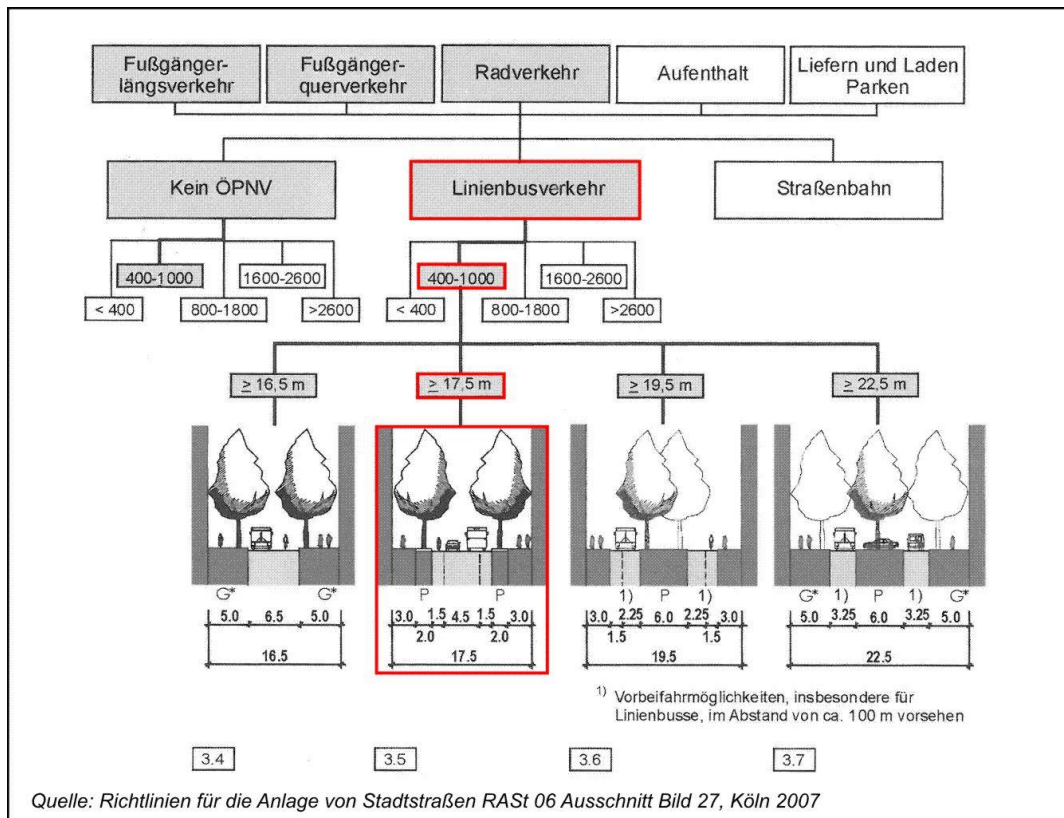 Fußgänger-
längsverkehr
Fußgänger-
querverkehr
Radverkehr
Aufenthalt
Liefern und Laden
Parken
Kein ÖPNV
Linienbusverkehr
Straßenbahn
400-1000
1600-2600
< 400
800-1800
>2600
400-1000
1600-2600
< 400
800-1800
>2600
≥ 16,5 m
≥ 17,5 m
≥ 19,5 m
≥ 22,5 m
G* G*
5.0 6.5 5.0
16.5
P P
3.0 1.5 4.5 1.5 3.0
2.0 2.0
17.5
1) P 1)
3.0 2.25 6.0 2.25 3.0
1.5 1.5
19.5
G* 1) P 1) G*
5.0 3.25 6.0 3.25 5.0
22.5
1) Vorbeifahrmöglichkeiten, insbesondere für
Linienbusse, im Abstand von ca. 100 m vorsehen
3.4
3.5
3.6
3.7
Quelle: Richtlinien für die Anlage von Stadtstraßen RASt 06 Ausschnitt Bild 27, Köln 2007